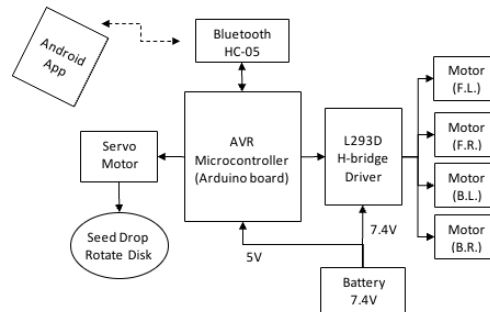 Android
App
Bluetooth
HC-05
Motor
(F.L.)
Servo
Motor
AVR
Microcontroller
(Arduino board)
L293D
H-bridge
Driver
Motor
(F.R.)
Motor
(B.L.)
Seed Drop
Rotate Disk
5V
7.4V
Motor
(B.R.)
Battery
7.4V